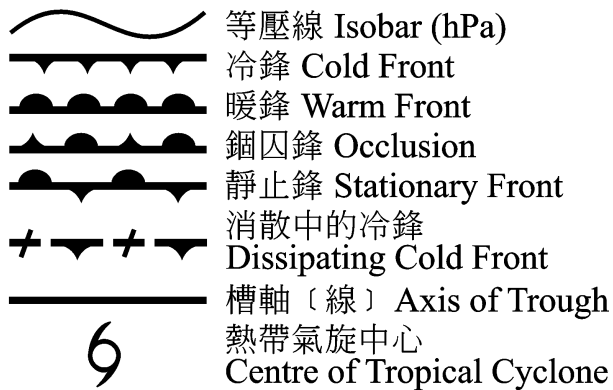 等壓線 Isobar (hPa)
冷鋒 Cold Front
暖鋒 Warm Front
錮囚鋒 Occlusion
靜止鋒 Stationary Front
消散中的冷鋒
Dissipating Cold Front
槽軸﹝線﹞Axis of Trough
熱帶氣旋中心
Centre of Tropical Cyclone